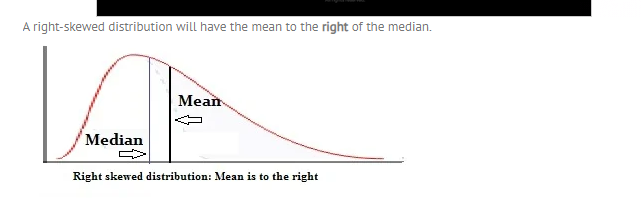 A right-skewed distribution will have the mean to the right of the median.
Mean
Median
Right skewed distribution: Mean is to the right